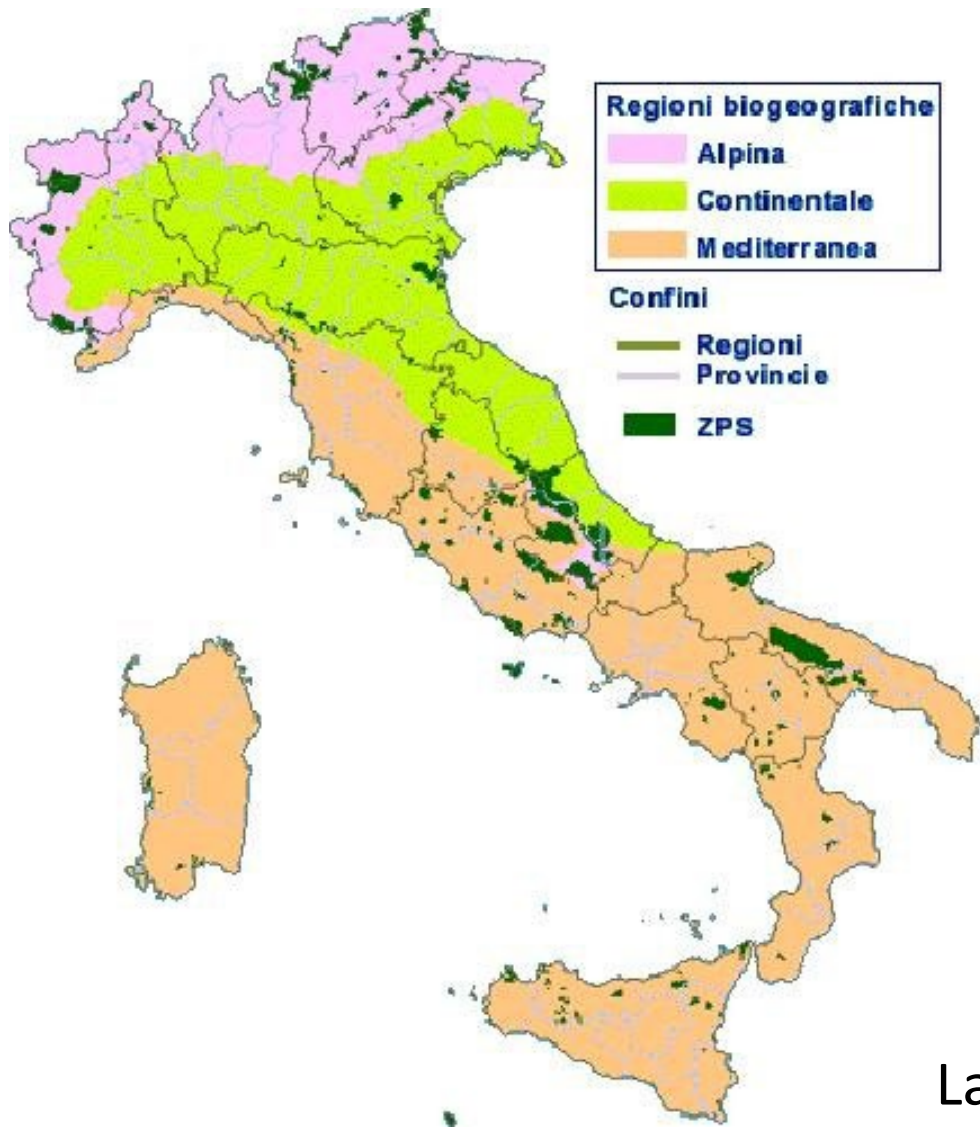 Regioni biogeografiche
Alpina
Continentale
Mediterranea
Confini
Regioni
Provincie
ZPS
La